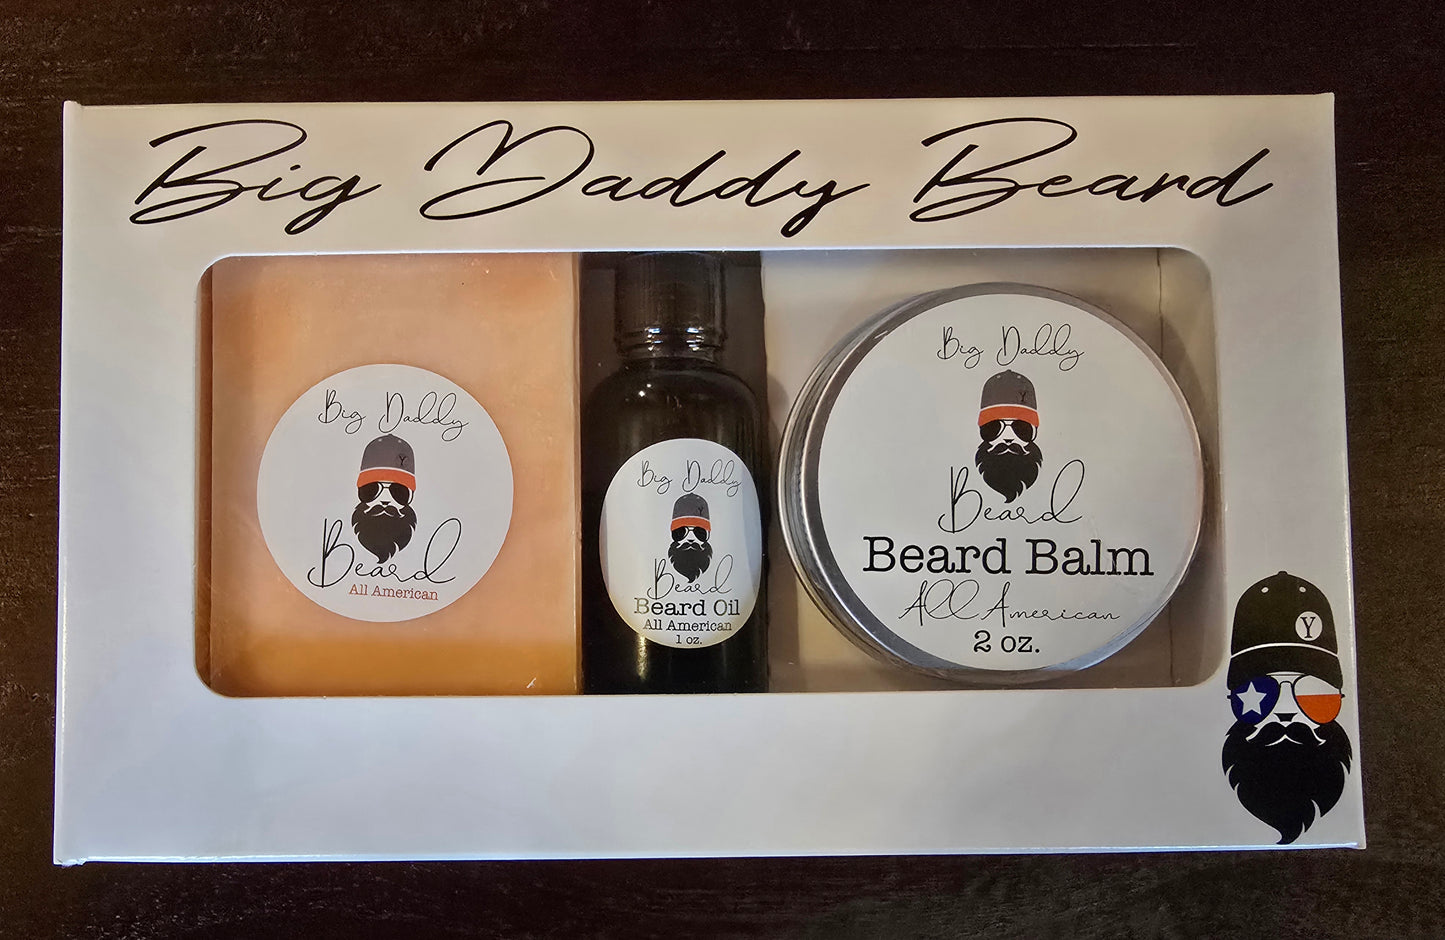 Big Daddy Beard
Big Daddy
Y
Beard
All American
Big Daddy
Y
Beard
Beard Oil
All American
1 oz.
Big Daddy
Y
Beard
Beard Balm
All American
2 oz.
Y